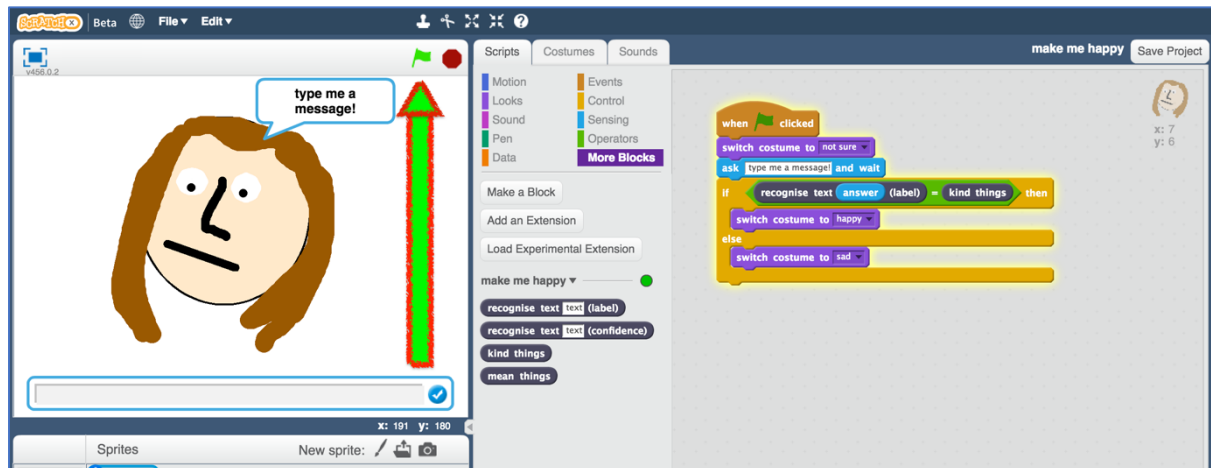 SCRATCHX Beta File▾ Edit▾
v456.0.2
type me a
message!
x: 191 y: 180
Sprites New sprite:
Scripts Costumes Sounds
Motion Events
Looks Control
Sound Sensing
Pen Operators
Data More Blocks
Make a Block
Add an Extension
Load Experimental Extension
make me happy ▾
recognise text text (label)
recognise text text (confidence)
kind things
mean things
make me happy Save Project
when clicked
switch costume to not sure
ask type me a message! and wait
if recognise text answer (label) = kind things then
switch costume to happy
else
switch costume to sad
x: 7
y: 6